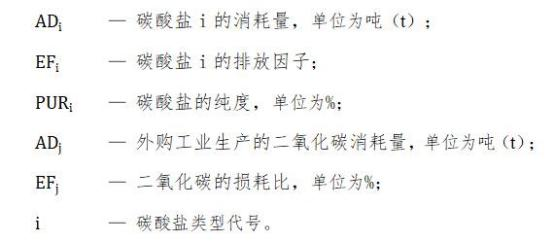 ADi — 碳酸盐 i 的消耗量，单位为吨（t）；
EFi — 碳酸盐 i 的排放因子；
PURi — 碳酸盐的纯度，单位为%；
ADj — 外购工业生产的二氧化碳消耗量，单位为吨（t）；
EFj — 二氧化碳的损耗比，单位为%；
i — 碳酸盐类型代号。